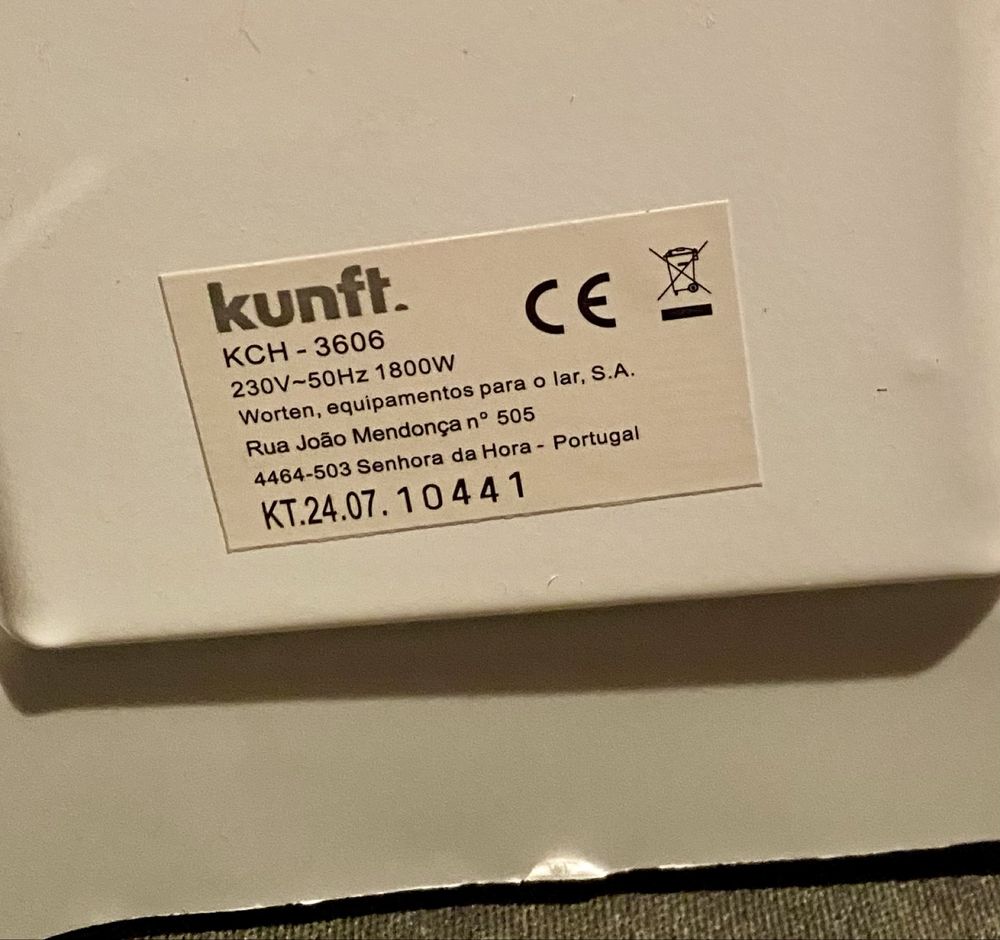 kunft.
KCH - 3606
230V~50Hz 1800W
Worten, equipamentos para o lar, S.A.
Rua João Mendonça nº 505
4464-503 Senhora da Hora - Portugal
KT.24.07.10441
CE